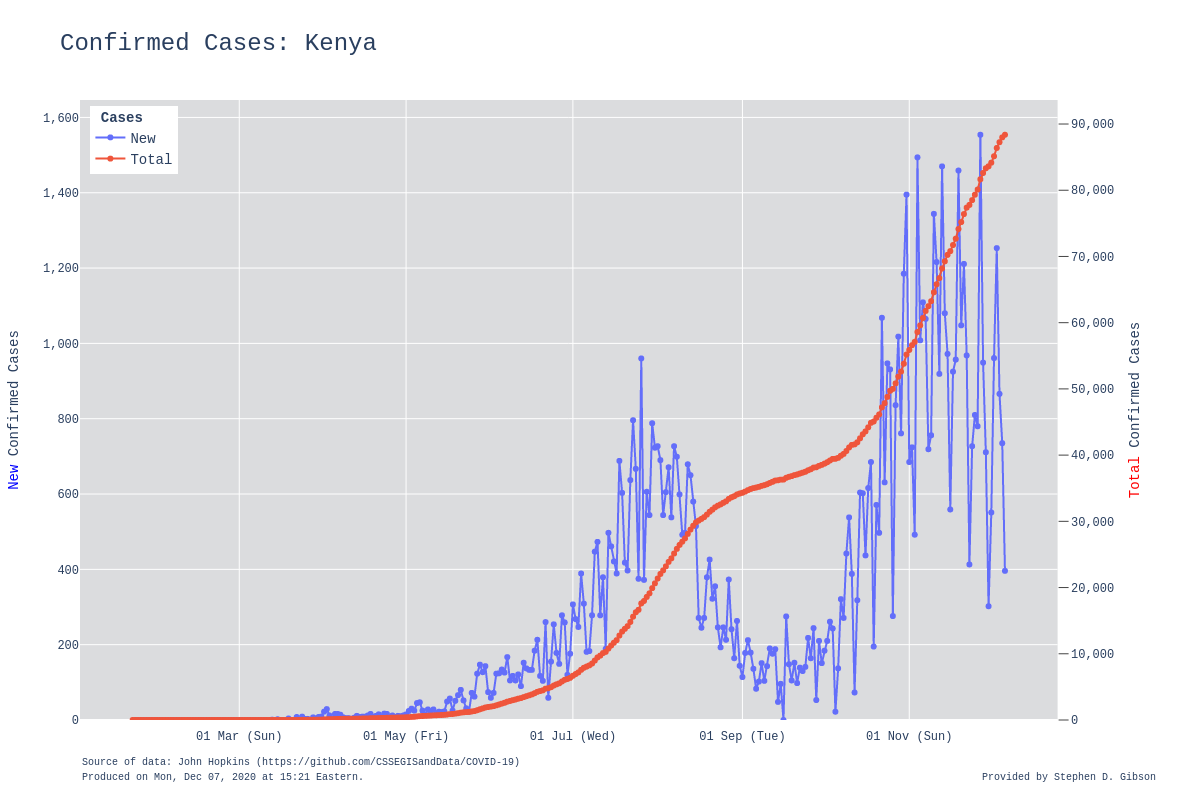 Confirmed Cases: Kenya
Cases
New
Total
1,600
1,400
1,200
1,000
800
600
400
200
0
New Confirmed Cases
90,000
80,000
70,000
60,000
50,000
40,000
30,000
20,000
10,000
0
Total Confirmed Cases
01 Mar (Sun) 01 May (Fri) 01 Jul (Wed) 01 Sep (Tue) 01 Nov (Sun)
Source of data: John Hopkins (https://github.com/CSSEGISandData/COVID-19)
Produced on Mon, Dec 07, 2020 at 15:21 Eastern.
Provided by Stephen D. Gibson